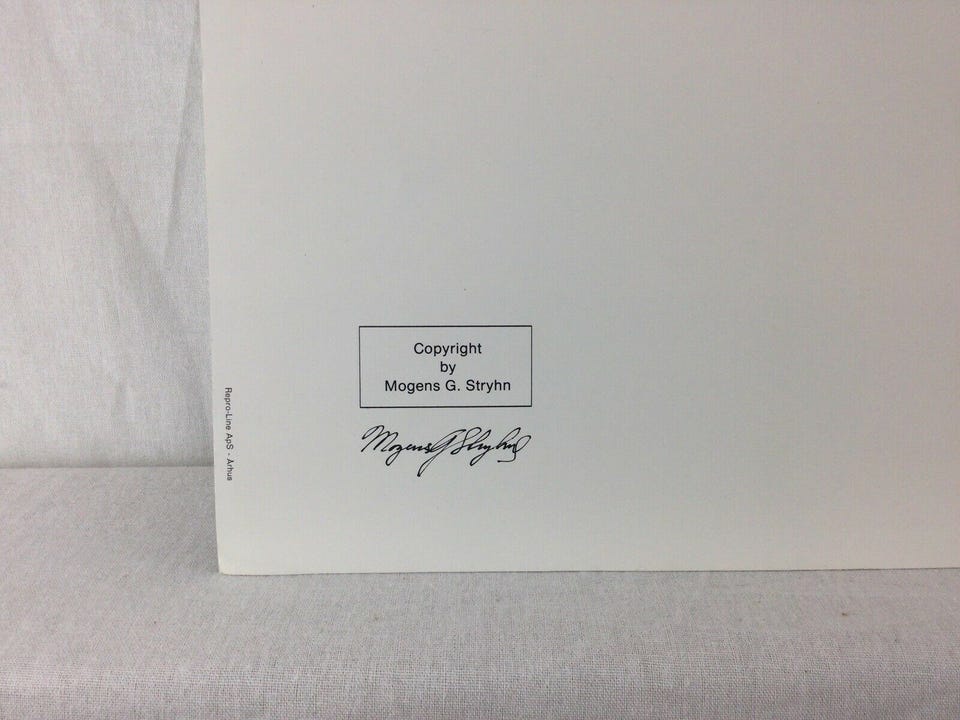 Copyright
by
Mogens G. Stryhn
Mogens G Stryhn
Repro-Line ApS - Århus